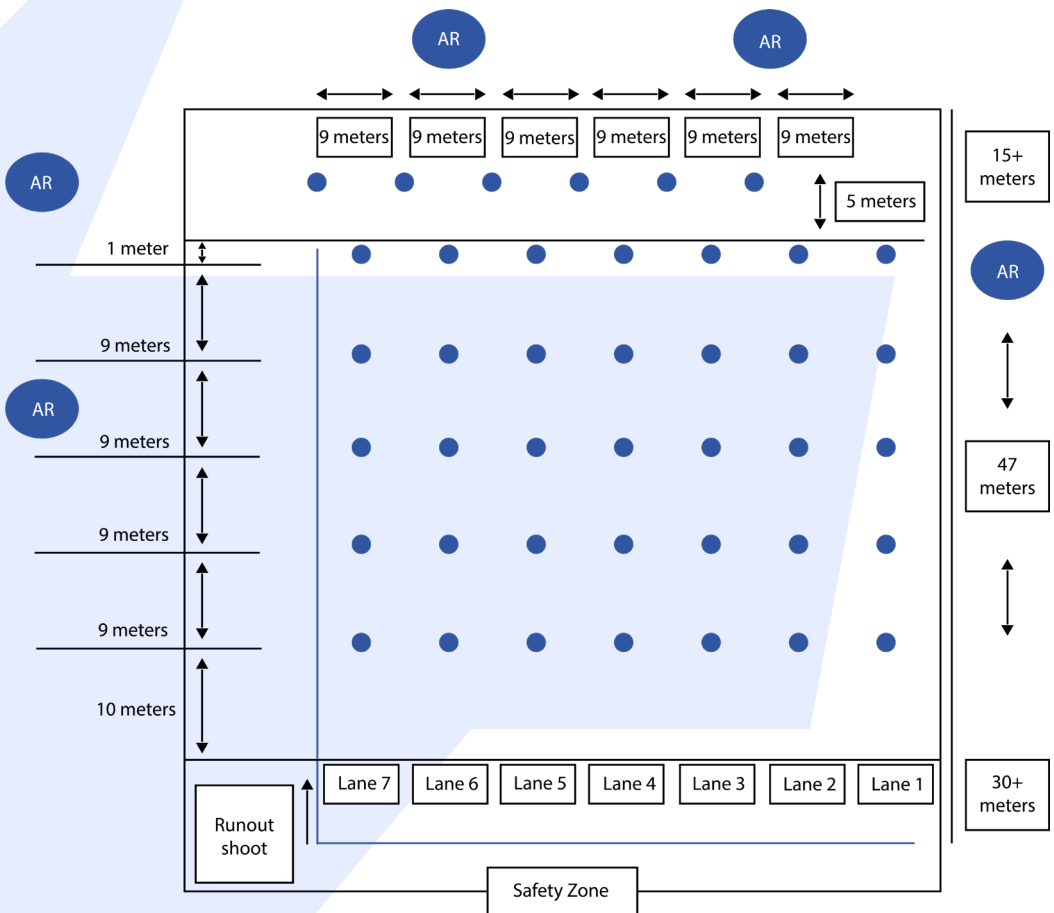 AR
AR
9 meters
9 meters
9 meters
9 meters
9 meters
9 meters
15+
meters
AR
5 meters
1 meter
AR
9 meters
AR
9 meters
47
meters
9 meters
9 meters
10 meters
Lane 7
Lane 6
Lane 5
Lane 4
Lane 3
Lane 2
Lane 1
30+
meters
Runout
shoot
Safety Zone